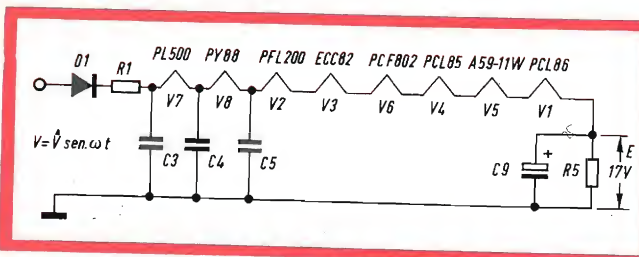 PL500 PY88 PFL200 ECC82 PCF802 PCL85 A59-11W PCL86
D1 R1
V7 V8 V2 V3 V6 V4 V5 V1
V=V̂ sen.ωt
C3 C4 C5 C9 + R5 E
17V